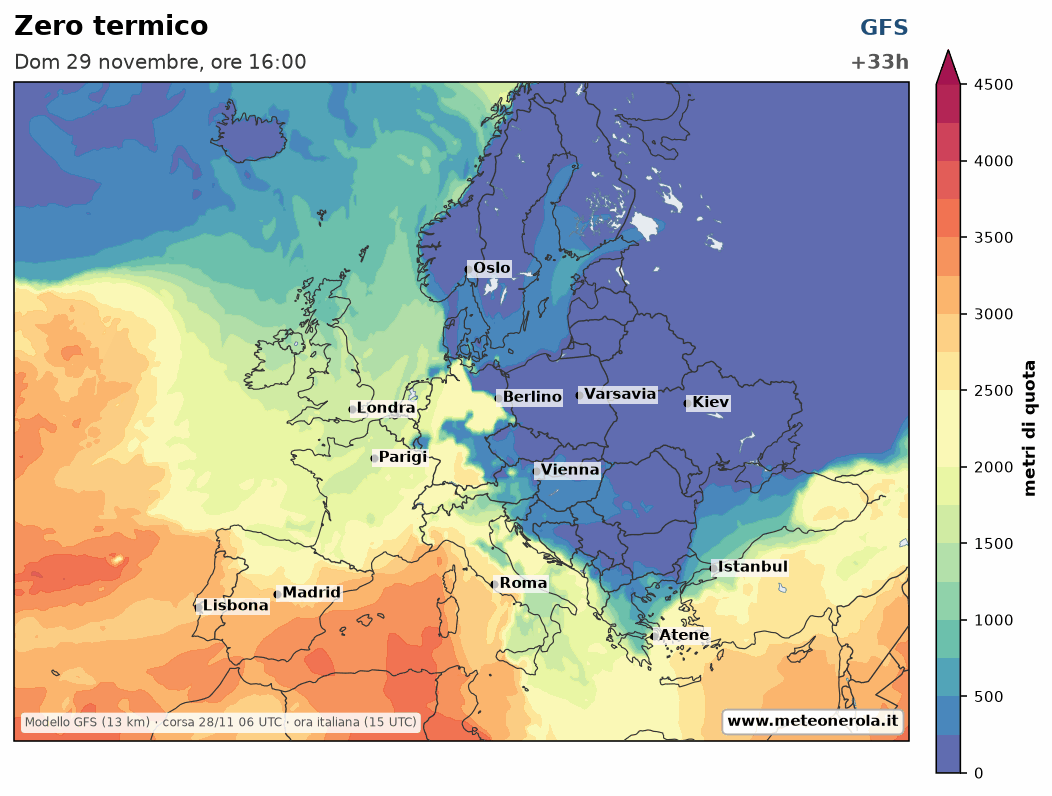 Zero termico
GFS
Dom 29 novembre, ore 16:00
+33h
Oslo
Berlino
Varsavia
Kiev
Londra
Parigi
Vienna
Istanbul
Roma
Madrid
Lisbona
Atene
Modello GFS (13 km) · corsa 28/11 06 UTC · ora italiana (15 UTC)
www.meteonerola.it
4500
4000
3500
3000
2500
2000
1500
1000
500
0
metri di quota